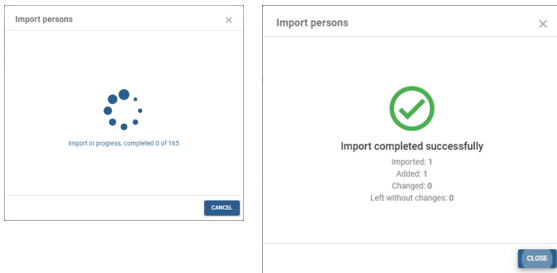 Import persons
Import in progress, completed 0 of 165
CANCEL
Import persons
Import completed successfully
Imported: 1
Added: 1
Changed: 0
Left without changes: 0
CLOSE